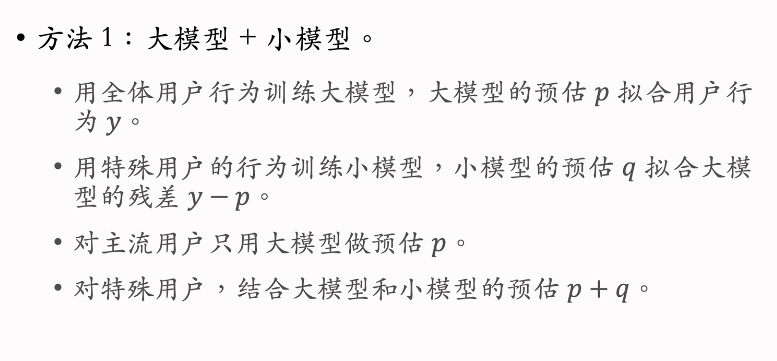 • 方法 1：大模型 + 小模型。
• 用全体用户行为训练大模型，大模型的预估 p 拟合用户行
为 y。
• 用特殊用户的行为训练小模型，小模型的预估 q 拟合大模
型的残差 y − p。
• 对主流用户只用大模型做预估 p。
• 对特殊用户，结合大模型和小模型的预估 p + q。